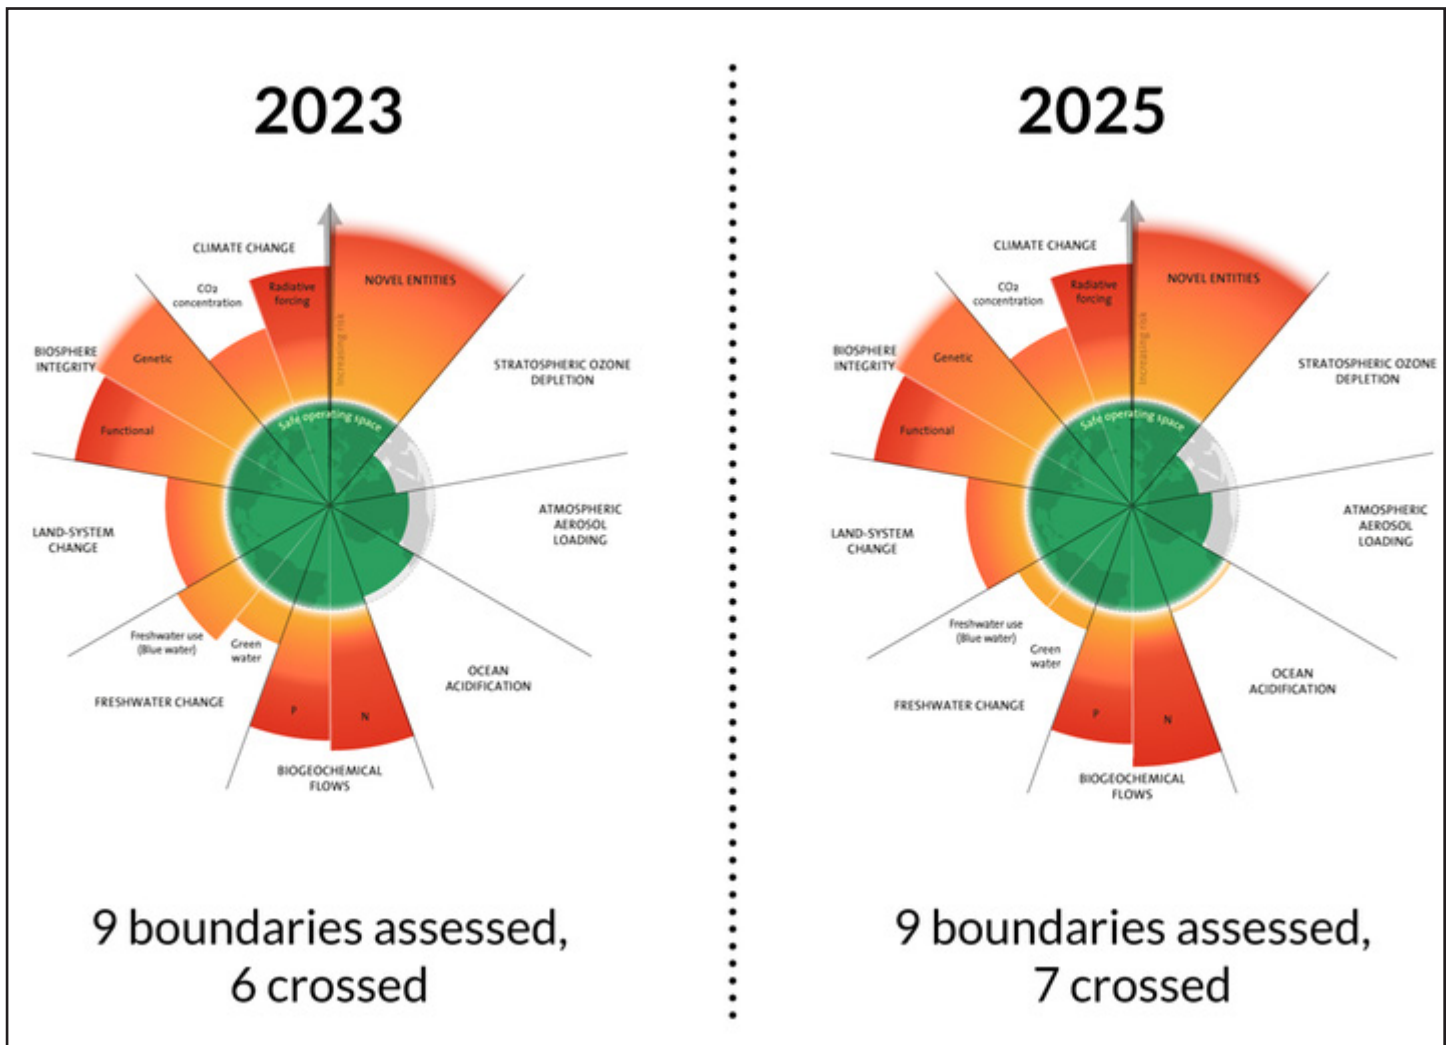 2023
CLIMATE CHANGE
CO₂
concentration
Radiative
forcing
NOVEL ENTITIES
Increasing risk
STRATOSPHERIC OZONE
DEPLETION
BIOSPHERE
INTEGRITY
Genetic
Functional
Safe operating space
ATMOSPHERIC
AEROSOL
LOADING
LAND-SYSTEM
CHANGE
Freshwater use
(Blue water)
Green
water
FRESHWATER CHANGE
OCEAN
ACIDIFICATION
P
N
BIOGEOCHEMICAL
FLOWS
9 boundaries assessed,
6 crossed
2025
CLIMATE CHANGE
CO₂
concentration
Radiative
forcing
NOVEL ENTITIES
Increasing risk
STRATOSPHERIC OZONE
DEPLETION
BIOSPHERE
INTEGRITY
Genetic
Functional
Safe operating space
ATMOSPHERIC
AEROSOL
LOADING
LAND-SYSTEM
CHANGE
Freshwater use
(Blue water)
Green
water
FRESHWATER CHANGE
OCEAN
ACIDIFICATION
P
N
BIOGEOCHEMICAL
FLOWS
9 boundaries assessed,
7 crossed